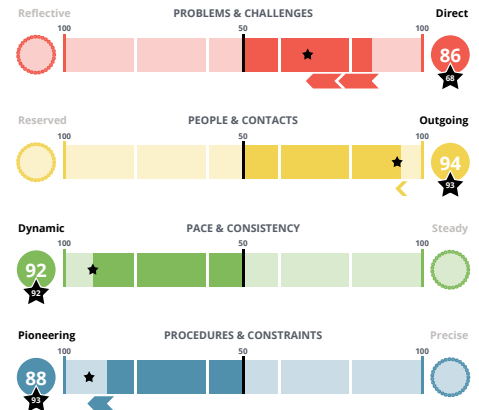 Reflective PROBLEMS & CHALLENGES Direct
100 50 100
86
68
Reserved PEOPLE & CONTACTS Outgoing
100 50 100
94
93
Dynamic PACE & CONSISTENCY Steady
100 50 100
92
92
Pioneering PROCEDURES & CONSTRAINTS Precise
100 50 100
88
93